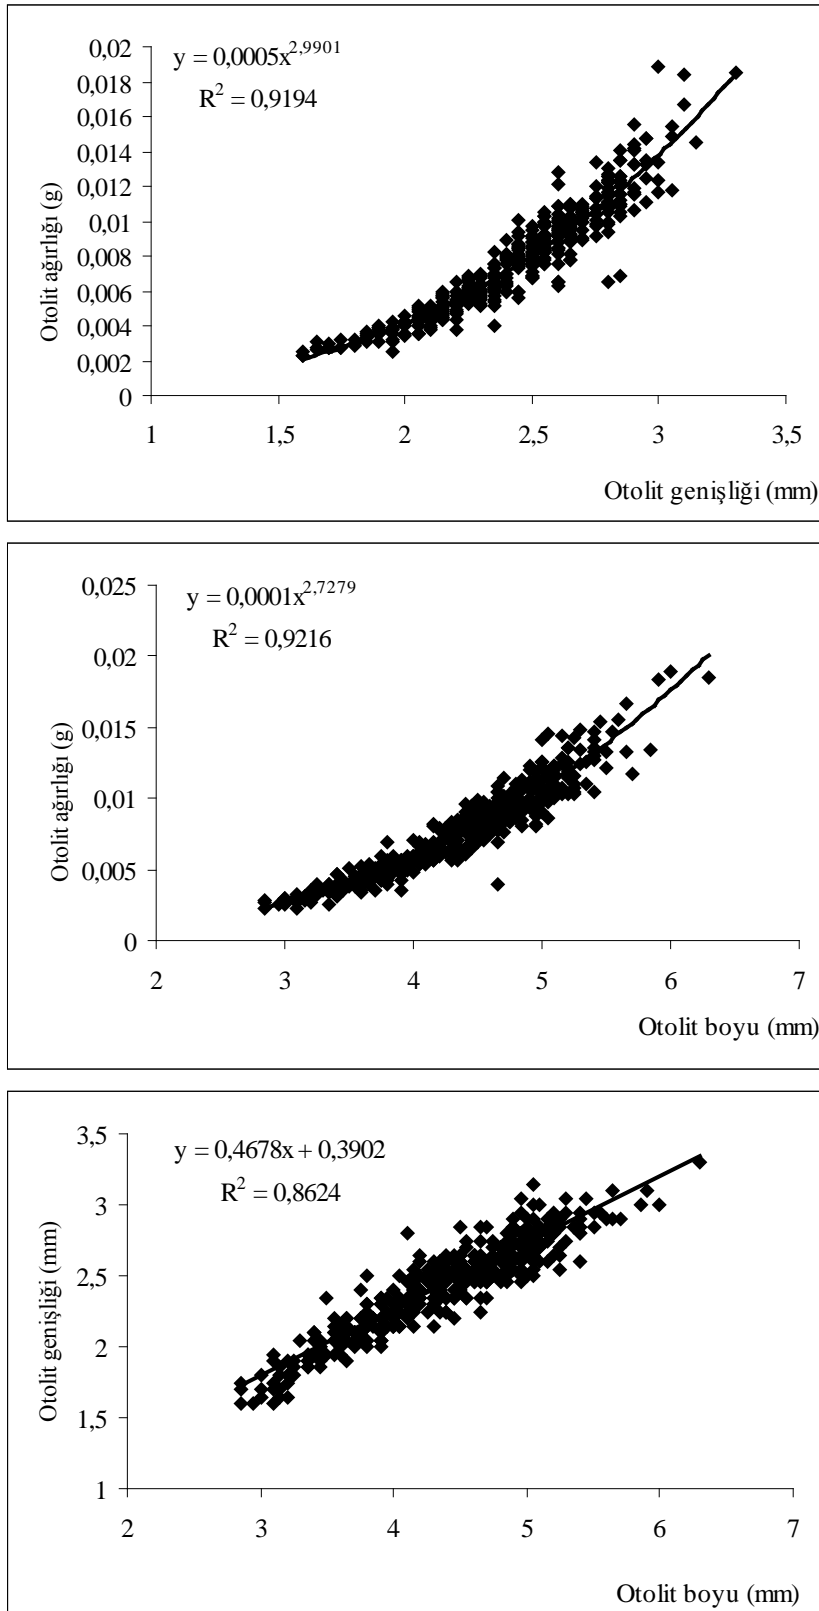 y = 0,0005x^2,9901
R² = 0,9194
0,02
0,018
0,016
0,014
0,012
0,01
0,008
0,006
0,004
0,002
0
Otolit ağırlığı (g)
1 1,5 2 2,5 3 3,5
Otolit genişliği (mm)
y = 0,0001x^2,7279
R² = 0,9216
0,025
0,02
0,015
0,01
0,005
0
Otolit ağırlığı (g)
2 3 4 5 6 7
Otolit boyu (mm)
y = 0,4678x + 0,3902
R² = 0,8624
3,5
3
2,5
2
1,5
1
Otolit genişliği (mm)
2 3 4 5 6 7
Otolit boyu (mm)